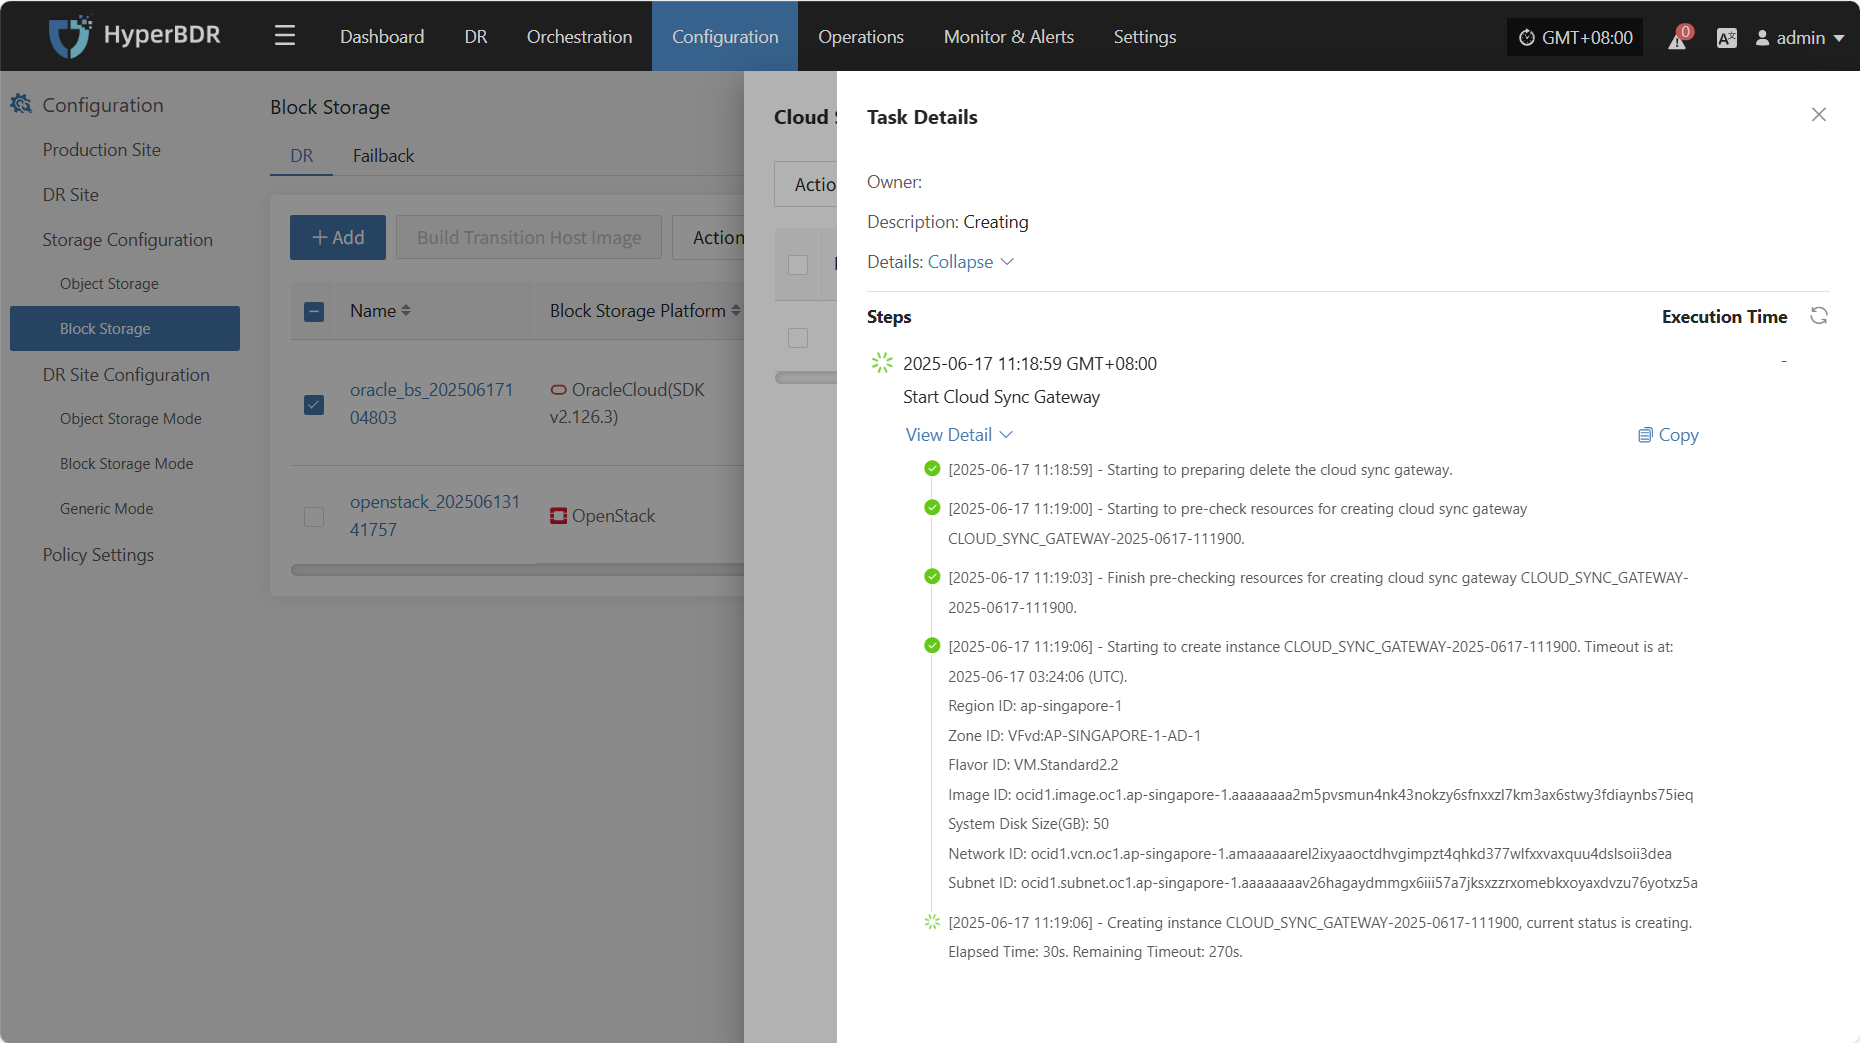 HyperBDR
Dashboard
DR
Orchestration
Configuration
Operations
Monitor & Alerts
Settings
GMT+08:00
0
admin
Configuration
Production Site
DR Site
Storage Configuration
Object Storage
Block Storage
DR Site Configuration
Object Storage Mode
Block Storage Mode
Generic Mode
Policy Settings
Block Storage
DR
Failback
+ Add
Build Transition Host Image
Action
Name
Block Storage Platform
oracle_bs_202506171
04803
OracleCloud(SDK
v2.126.3)
openstack_202506131
41757
OpenStack
Cloud
Actio
Task Details
Owner:
Description: Creating
Details: Collapse
Steps
Execution Time
2025-06-17 11:18:59 GMT+08:00
-
Start Cloud Sync Gateway
View Detail
Copy
[2025-06-17 11:18:59] - Starting to preparing delete the cloud sync gateway.
[2025-06-17 11:19:00] - Starting to pre-check resources for creating cloud sync gateway
CLOUD_SYNC_GATEWAY-2025-0617-111900.
[2025-06-17 11:19:03] - Finish pre-checking resources for creating cloud sync gateway CLOUD_SYNC_GATEWAY-
2025-0617-111900.
[2025-06-17 11:19:06] - Starting to create instance CLOUD_SYNC_GATEWAY-2025-0617-111900. Timeout is at:
2025-06-17 03:24:06 (UTC).
Region ID: ap-singapore-1
Zone ID: VFvd:AP-SINGAPORE-1-AD-1
Flavor ID: VM.Standard2.2
Image ID: ocid1.image.oc1.ap-singapore-1.aaaaaaaa2m5pvsmun4nk43nokzy6sfnxxzl7km3ax6stwy3fdiaynbs75ieq
System Disk Size(GB): 50
Network ID: ocid1.vcn.oc1.ap-singapore-1.amaaaaaarel2ixyaaoctdhvgimpzt4qhkd377wlfxxvaxquu4dslsoii3dea
Subnet ID: ocid1.subnet.oc1.ap-singapore-1.aaaaaaaav26hagaydmmgx6iii57a7jksxzzrxomebkxoyaxdvzu76yotxz5a
[2025-06-17 11:19:06] - Creating instance CLOUD_SYNC_GATEWAY-2025-0617-111900, current status is creating.
Elapsed Time: 30s. Remaining Timeout: 270s.